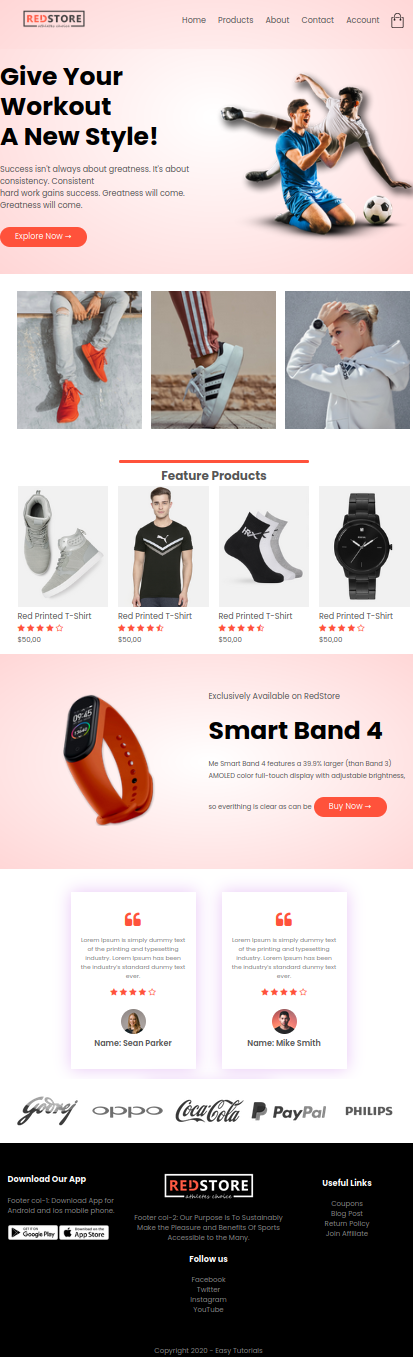 REDSTORE
athletes choice
Home Products About Contact Account
Give Your
Workout
A New Style!
Success isn't always about greatness. It's about
consistency. Consistent
hard work gains success. Greatness will come.
Greatness will come.
Explore Now →
Feature Products
HRX
Red Printed T-Shirt
$50,00
Red Printed T-Shirt
$50,00
Red Printed T-Shirt
$50,00
Red Printed T-Shirt
$50,00
09:45
Exclusively Available on RedStore
Smart Band 4
Me Smart Band 4 features a 39.9% larger (than Band 3)
AMOLED color full-touch display with adjustable brightness,
so everithing is clear as can be Buy Now →
Lorem Ipsum is simply dummy text
of the printing and typesetting
industry. Lorem Ipsum has been
the industry's standard dummy text
ever.
Name: Sean Parker
Lorem Ipsum is simply dummy text
of the printing and typesetting
industry. Lorem Ipsum has been
the industry's standard dummy text
ever.
Name: Mike Smith
Godrej oppo Coca-Cola PayPal PHILIPS
Download Our App
Footer col-1: Download App for
Android and ios mobile phone.
GET IT ON
Google Play
Download on the
App Store
REDSTORE
athletes choice
Footer col-2: Our Purpose Is To Sustainably
Make the Pleasure and Benefits Of Sports
Accessible to the Many.
Useful Links
Coupons
Blog Post
Return Policy
Join Affiliate
Follow us
Facebook
Twitter
Instagram
YouTube
Copyright 2020 - Easy Tutorials